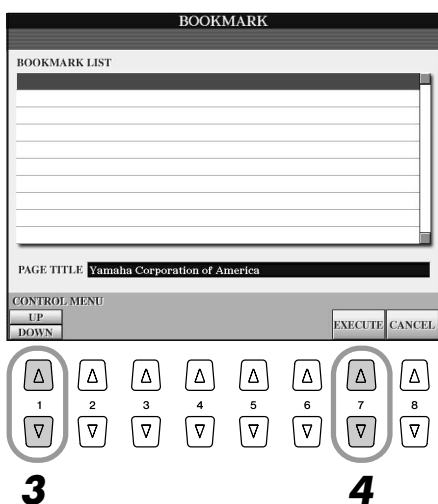 BOOKMARK
BOOKMARK LIST
PAGE TITLE Yamaha Corporation of America
CONTROL MENU
UP
DOWN
EXECUTE CANCEL
1 2 3 4 5 6 7 8
3 4